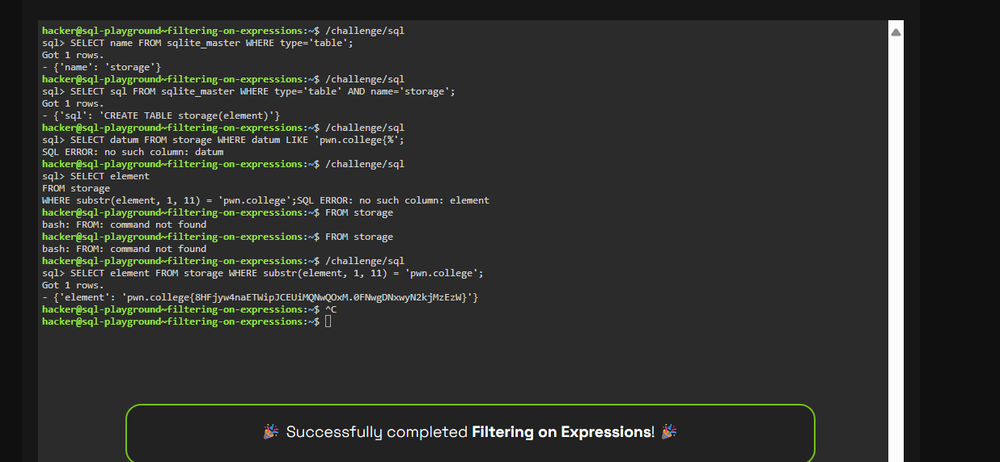 hacker@sql-playground~filtering-on-expressions:~$ /challenge/sql
sql> SELECT name FROM sqlite_master WHERE type='table';
Got 1 rows.
- {'name': 'storage'}
hacker@sql-playground~filtering-on-expressions:~$ /challenge/sql
sql> SELECT sql FROM sqlite_master WHERE type='table' AND name='storage';
Got 1 rows.
- {'sql': 'CREATE TABLE storage(element)'}
hacker@sql-playground~filtering-on-expressions:~$ /challenge/sql
sql> SELECT datum FROM storage WHERE datum LIKE 'pwn.college{%';
SQL ERROR: no such column: datum
hacker@sql-playground~filtering-on-expressions:~$ /challenge/sql
sql> SELECT element
FROM storage
WHERE substr(element, 1, 11) = 'pwn.college';SQL ERROR: no such column: element
hacker@sql-playground~filtering-on-expressions:~$ FROM storage
bash: FROM: command not found
hacker@sql-playground~filtering-on-expressions:~$ FROM storage
bash: FROM: command not found
hacker@sql-playground~filtering-on-expressions:~$ /challenge/sql
sql> SELECT element FROM storage WHERE substr(element, 1, 11) = 'pwn.college';
Got 1 rows.
- {'element': 'pwn.college{8HFjyw4naETWipJCEUiMQNwQOxM.0FNwgDNxwyN2kjMzEzW}'}
hacker@sql-playground~filtering-on-expressions:~$ ^C
hacker@sql-playground~filtering-on-expressions:~$
🎉 Successfully completed Filtering on Expressions! 🎉